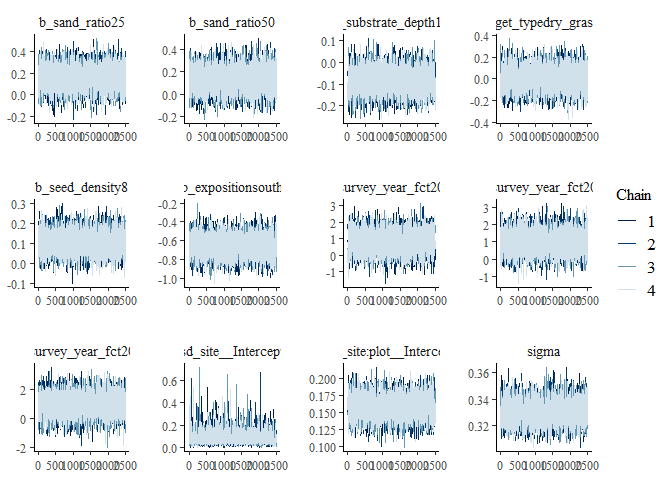 b_sand_ratio25 b_sand_ratio50 _substrate_depth1 get_typedry_gras
0.4 0.2 0.0 -0.2
0 500 1000 1500 2000 2500
0.4 0.2 0.0 -0.2
0 500 1000 1500 2000 2500
0.1 0.0 -0.1 -0.2
0 500 1000 1500 2000 2500
0.4 0.2 0.0 -0.2 -0.4
0 500 1000 1500 2000 2500
b_seed_density8 b_expositionsouth survey_year_fct20 survey_year_fct20
0.3 0.2 0.1 0.0 -0.1
0 500 1000 1500 2000 2500
-0.2 -0.4 -0.6 -0.8 -1.0
0 500 1000 1500 2000 2500
3 2 1 0 -1
0 500 1000 1500 2000 2500
3 2 1 0 -1
0 500 1000 1500 2000 2500
Chain
1
2
3
4
survey_year_fct20 sd_site__Intercep _site:plot__Interce sigma
2 0 -2
0 500 1000 1500 2000 2500
0.6 0.4 0.2 0.0
0 500 1000 1500 2000 2500
0.200 0.175 0.150 0.125 0.100
0 500 1000 1500 2000 2500
0.36 0.34 0.32
0 500 1000 1500 2000 2500